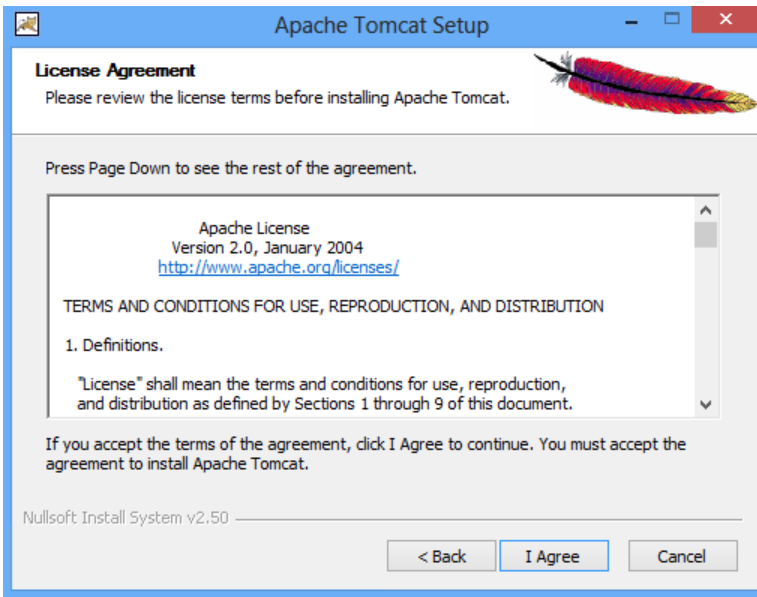 Apache Tomcat Setup
License Agreement
Please review the license terms before installing Apache Tomcat.
Press Page Down to see the rest of the agreement.
Apache License
Version 2.0, January 2004
http://www.apache.org/licenses/
TERMS AND CONDITIONS FOR USE, REPRODUCTION, AND DISTRIBUTION
1. Definitions.
"License" shall mean the terms and conditions for use, reproduction,
and distribution as defined by Sections 1 through 9 of this document.
If you accept the terms of the agreement, click I Agree to continue. You must accept the
agreement to install Apache Tomcat.
Nullsoft Install System v2.50
< Back I Agree Cancel